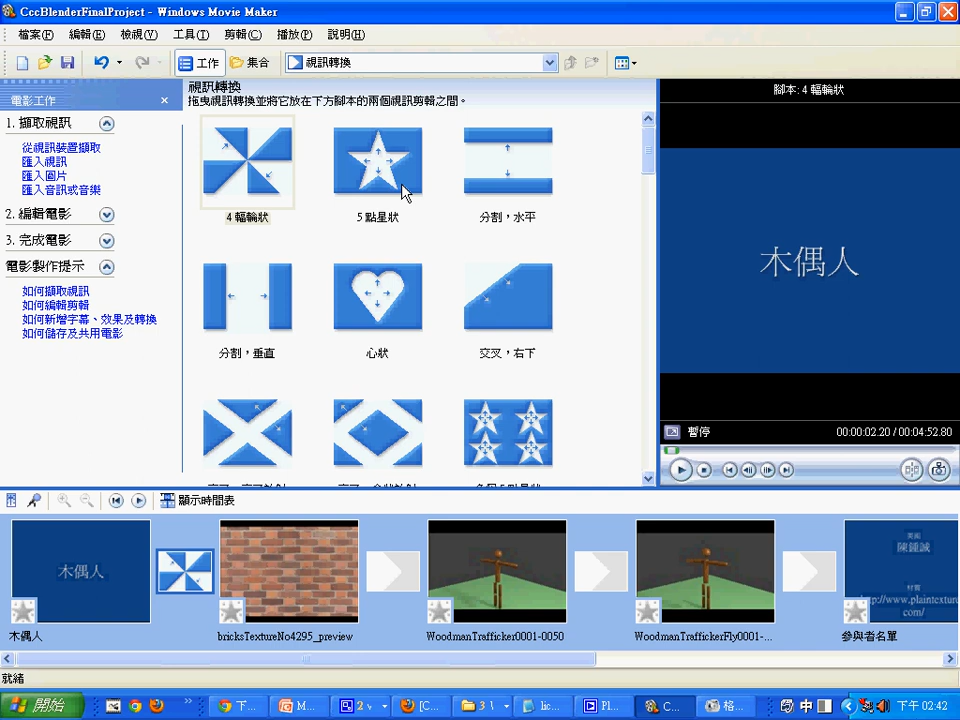 CccBlenderFinalProject - Windows Movie Maker
檔案(F) 編輯(E) 檢視(V) 工具(T) 剪輯(C) 播放(P) 說明(H)
工作 集合 視訊轉換
電影工作
1. 擷取視訊
從視訊裝置擷取
匯入視訊
匯入圖片
匯入音訊或音樂
2. 編輯電影
3. 完成電影
電影製作提示
如何擷取視訊
如何編輯剪輯
如何新增字幕、效果及轉換
如何儲存及共用電影
視訊轉換
拖曳視訊轉換並將它放在下方腳本的兩個視訊剪輯之間。
4 輻輪狀
5 點星狀
分割，水平
分割，垂直
心狀
交叉，右下
腳本: 4 輻輪狀
木偶人
暫停
00:00:02.20 / 00:04:52.80
顯示時間表
木偶人
陳鍾誠
http://www.plaintexture
com/
木偶人
bricksTextureNo4295_preview
WoodmanTrafficker0001-0050
WoodmanTraffickerFly0001-...
參與者名單
就緒
開始
下...
M...
2
[C...
3
lic...
Pl...
C...
格...
中
下午 02:42